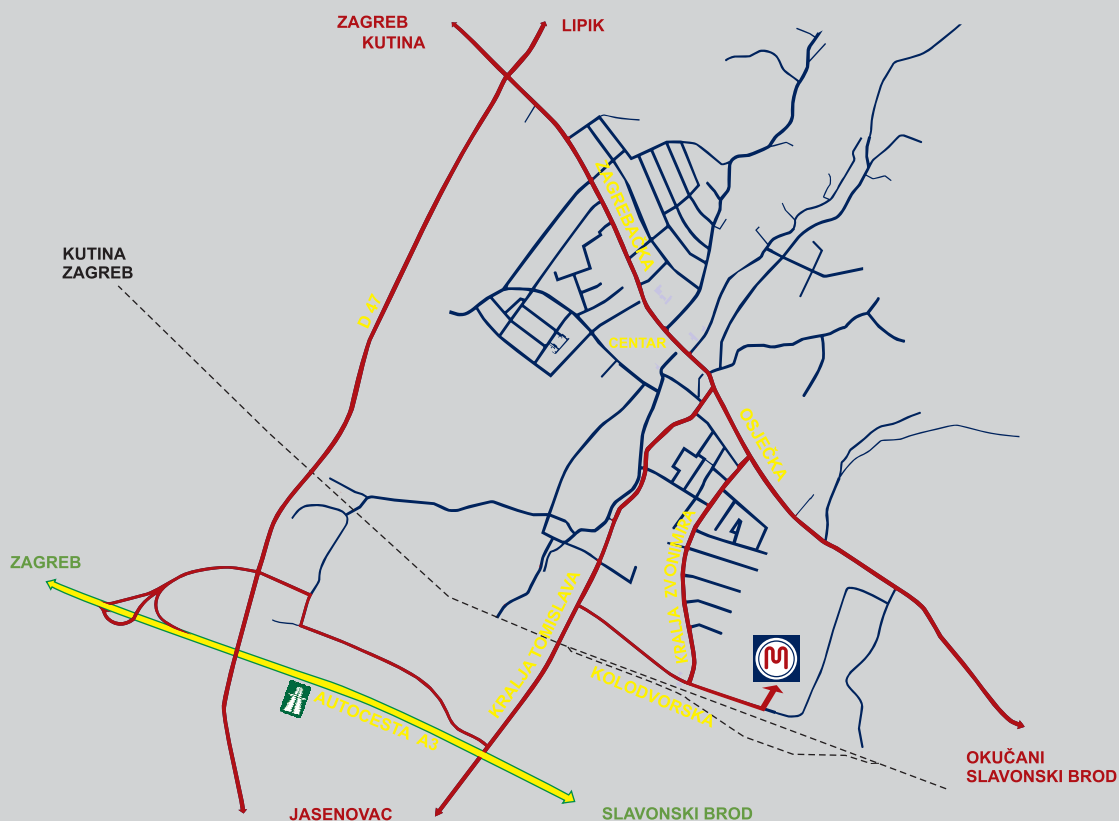 ZAGREB
KUTINA
LIPIK
ZAGREBAČKA
KUTINA
ZAGREB
D 47
CENTAR
OSJEČKA
ZAGREB
KRALJA ZVONIMIRA
KRALJA TOMISLAVA
KOLODVORSKA
M
AUTOCESTA A3
OKUČANI
SLAVONSKI BROD
JASENOVAC
SLAVONSKI BROD